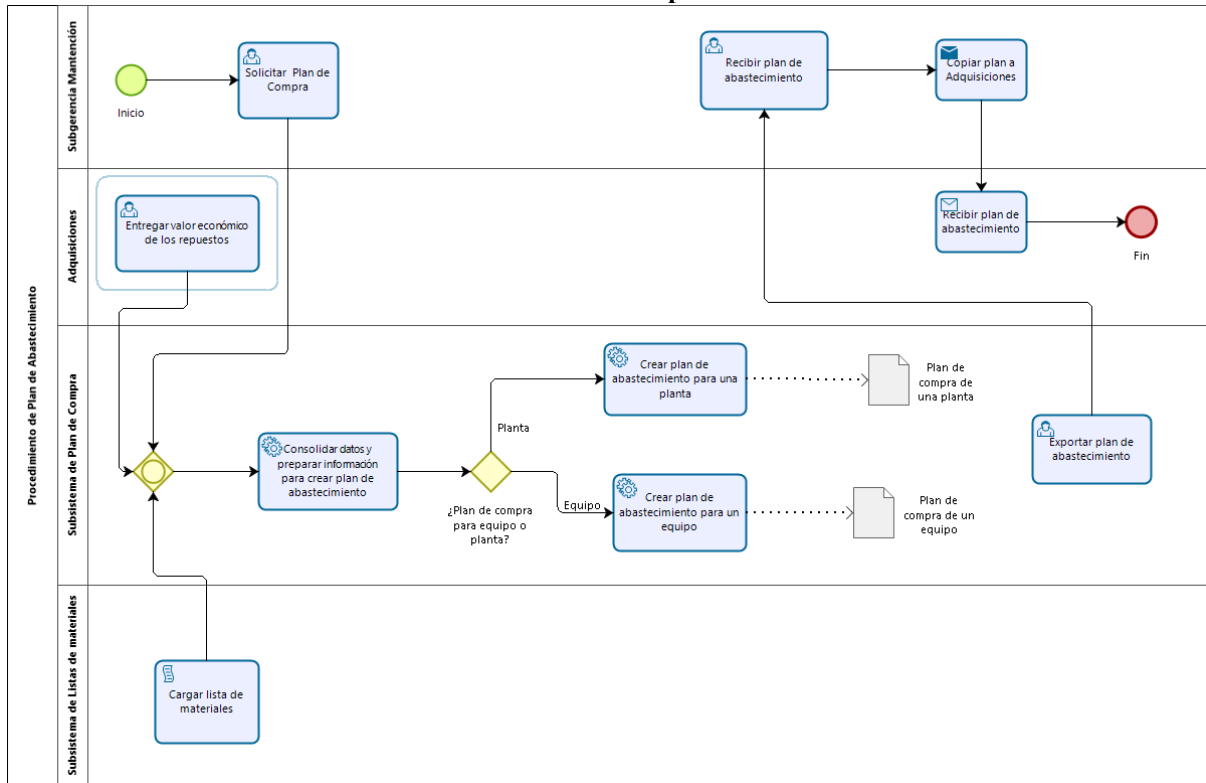 Procedimiento de Plan de Abastecimiento
Subgerencia Mantención
Inicio
Solicitar Plan de
Compra
Recibir plan de
abastecimiento
Copiar plan a
Adquisiciones
Adquisiciones
Entregar valor económico
de los repuestos
Recibir plan de
abastecimiento
Fin
Subsistema de Plan de Compra
Consolidar datos y
preparar información
para crear plan de
abastecimiento
¿Plan de compra
para equipo o
planta?
Planta
Equipo
Crear plan de
abastecimiento para una
planta
Plan de
compra de
una planta
Crear plan de
abastecimiento para un
equipo
Plan de
compra de un
equipo
Exportar plan de
abastecimiento
Subsistema de Listas de materiales
Cargar lista de
materiales